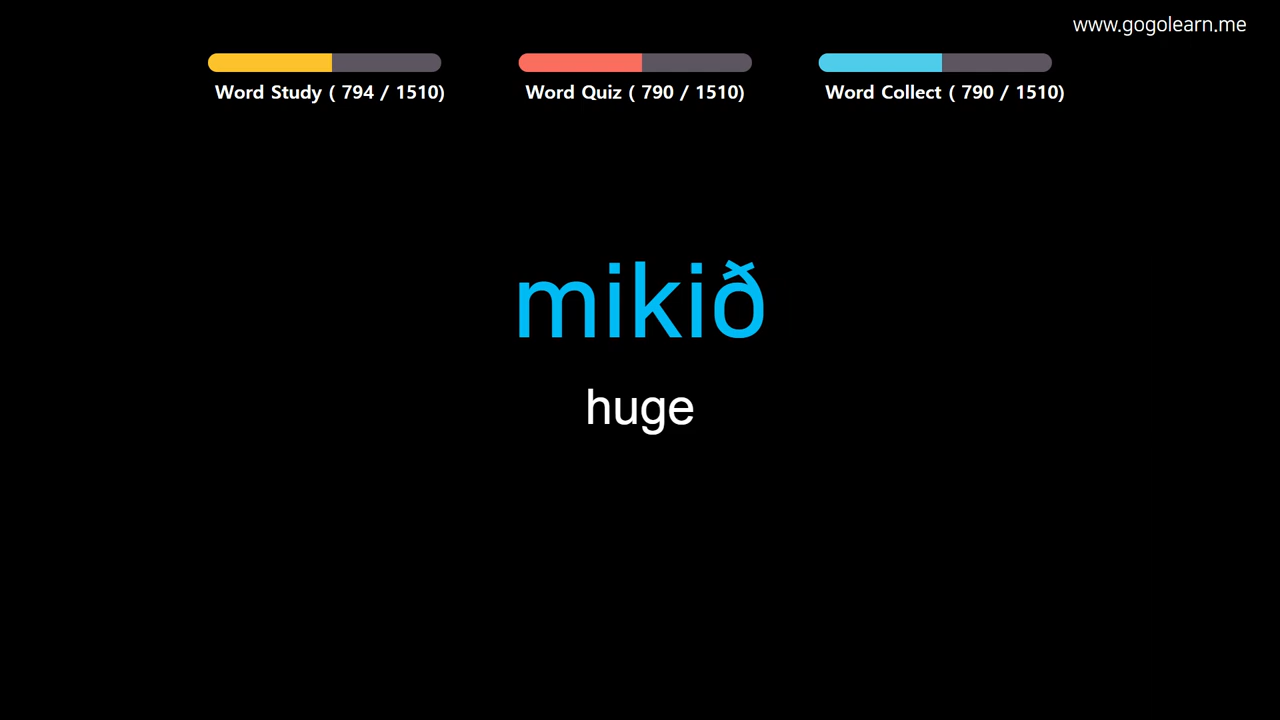 www.gogolearn.me
Word Study ( 794 / 1510)
Word Quiz ( 790 / 1510)
Word Collect ( 790 / 1510)
mikið
huge